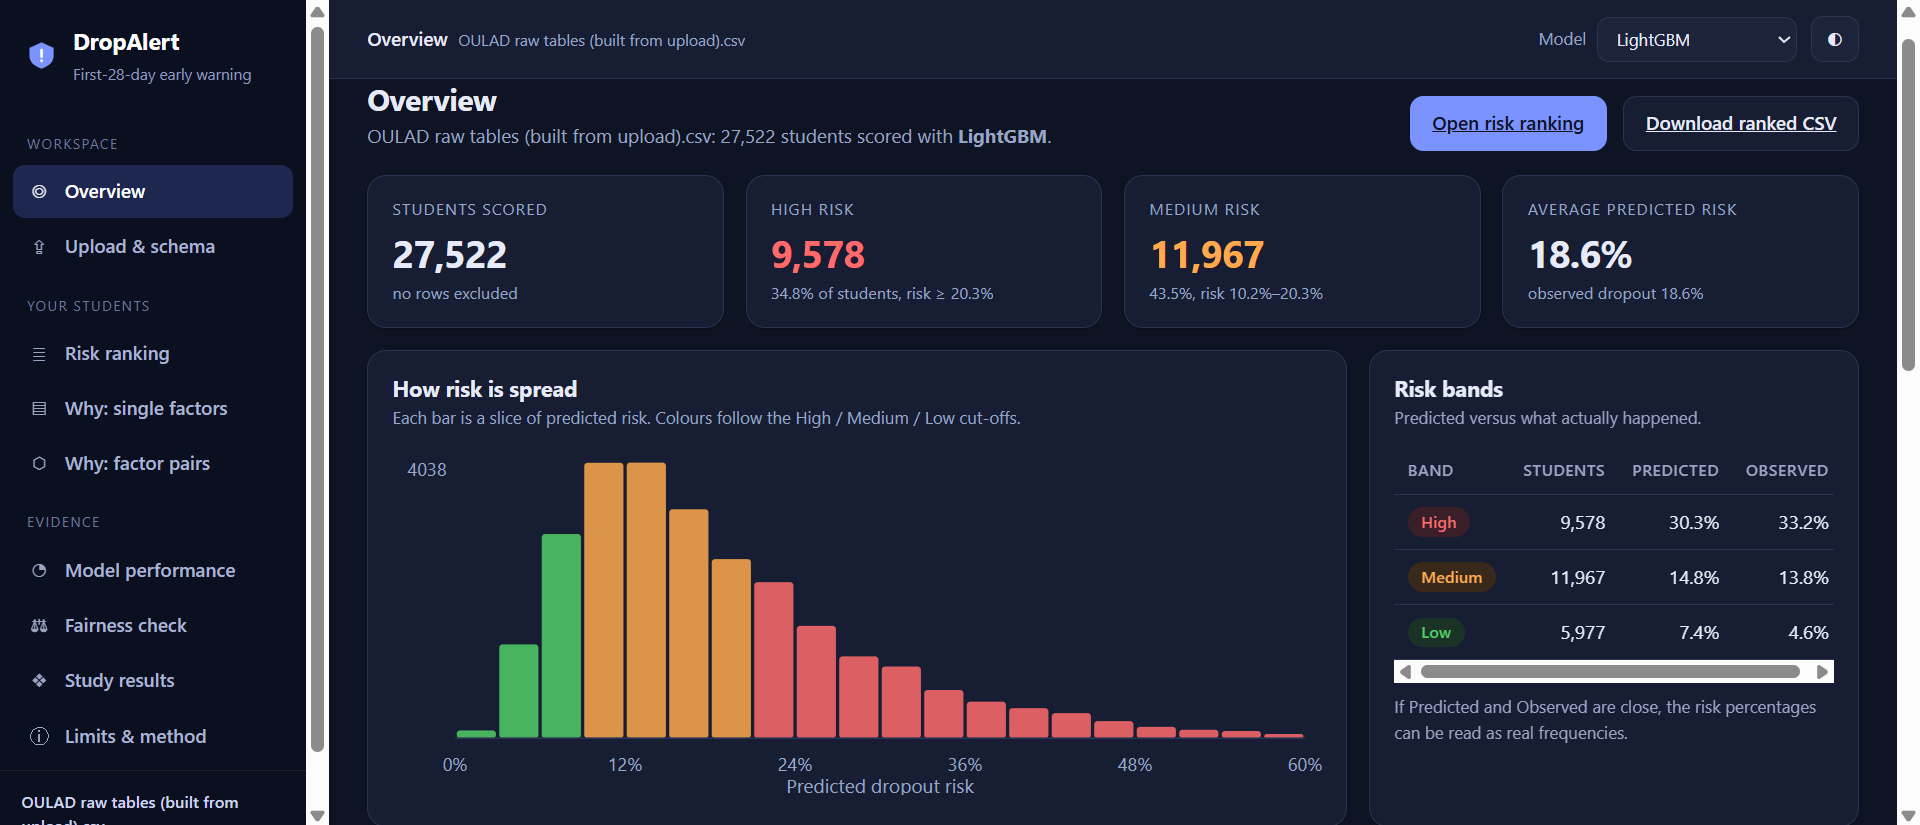 DropAlert
First-28-day early warning
WORKSPACE
Overview
Upload & schema
YOUR STUDENTS
Risk ranking
Why: single factors
Why: factor pairs
EVIDENCE
Model performance
Fairness check
Study results
Limits & method
OULAD raw tables (built from
upload).csv
Overview OULAD raw tables (built from upload).csv
Model LightGBM
Overview
OULAD raw tables (built from upload).csv: 27,522 students scored with LightGBM.
Open risk ranking
Download ranked CSV
STUDENTS SCORED
27,522
no rows excluded
HIGH RISK
9,578
34.8% of students, risk ≥ 20.3%
MEDIUM RISK
11,967
43.5%, risk 10.2%–20.3%
AVERAGE PREDICTED RISK
18.6%
observed dropout 18.6%
How risk is spread
Each bar is a slice of predicted risk. Colours follow the High / Medium / Low cut-offs.
4038
0% 12% 24% 36% 48% 60%
Predicted dropout risk
Risk bands
Predicted versus what actually happened.
BAND STUDENTS PREDICTED OBSERVED
High 9,578 30.3% 33.2%
Medium 11,967 14.8% 13.8%
Low 5,977 7.4% 4.6%
If Predicted and Observed are close, the risk percentages
can be read as real frequencies.